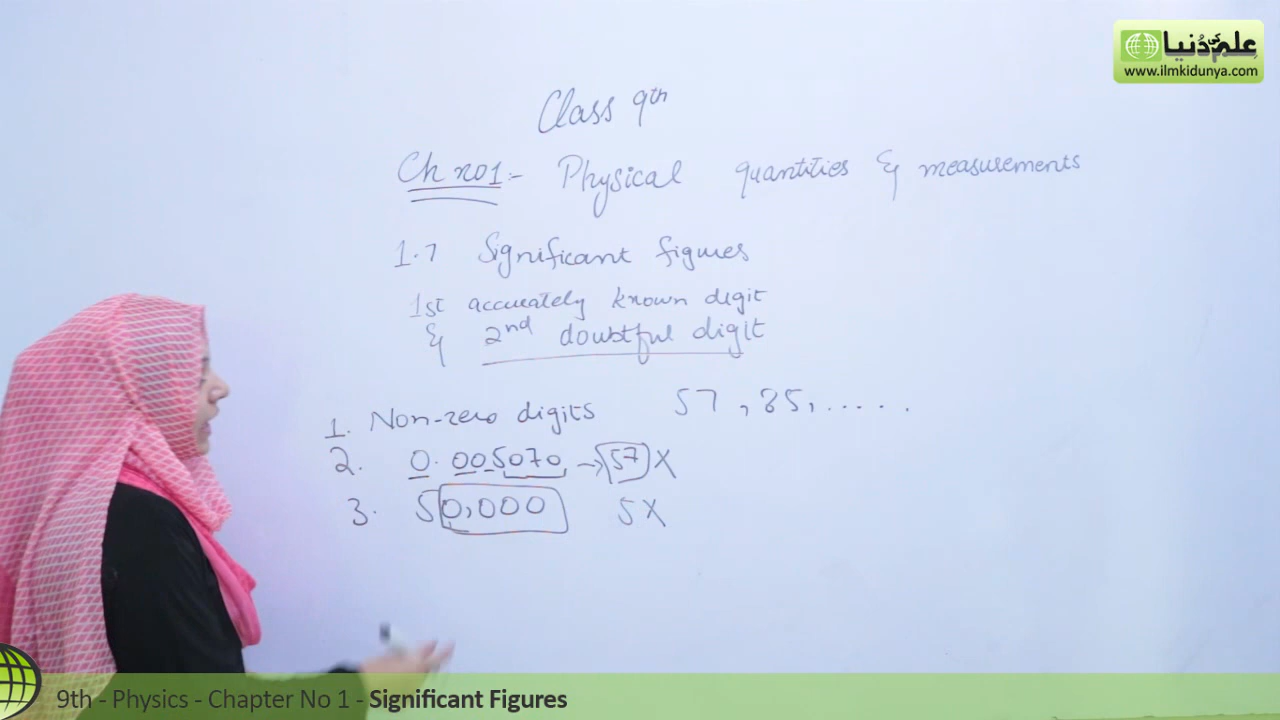 علم کی دُنیا
www.ilmkidunya.com
Class 9th
Ch no1:- Physical quantities & measurements
1.7 Significant figures
1st accurately known digit
& 2nd doubtful digit
1. Non-zero digits 57, 85, .....
2. 0.005070 → 57 X
3. 50,000 5X
9th - Physics - Chapter No 1 - Significant Figures